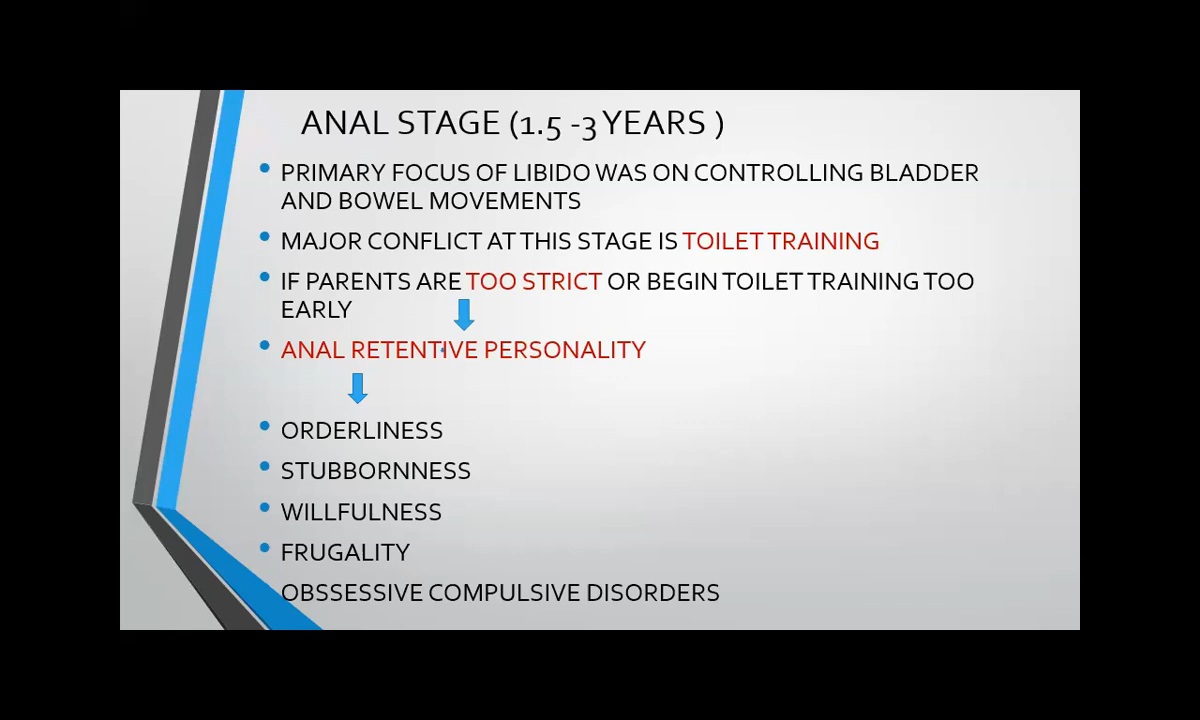 ANAL STAGE (1.5 -3 YEARS )
• PRIMARY FOCUS OF LIBIDO WAS ON CONTROLLING BLADDER
AND BOWEL MOVEMENTS
• MAJOR CONFLICT AT THIS STAGE IS TOILET TRAINING
• IF PARENTS ARE TOO STRICT OR BEGIN TOILET TRAINING TOO
EARLY
• ANAL RETENTIVE PERSONALITY
• ORDERLINESS
• STUBBORNNESS
• WILLFULNESS
• FRUGALITY
OBSSESSIVE COMPULSIVE DISORDERS